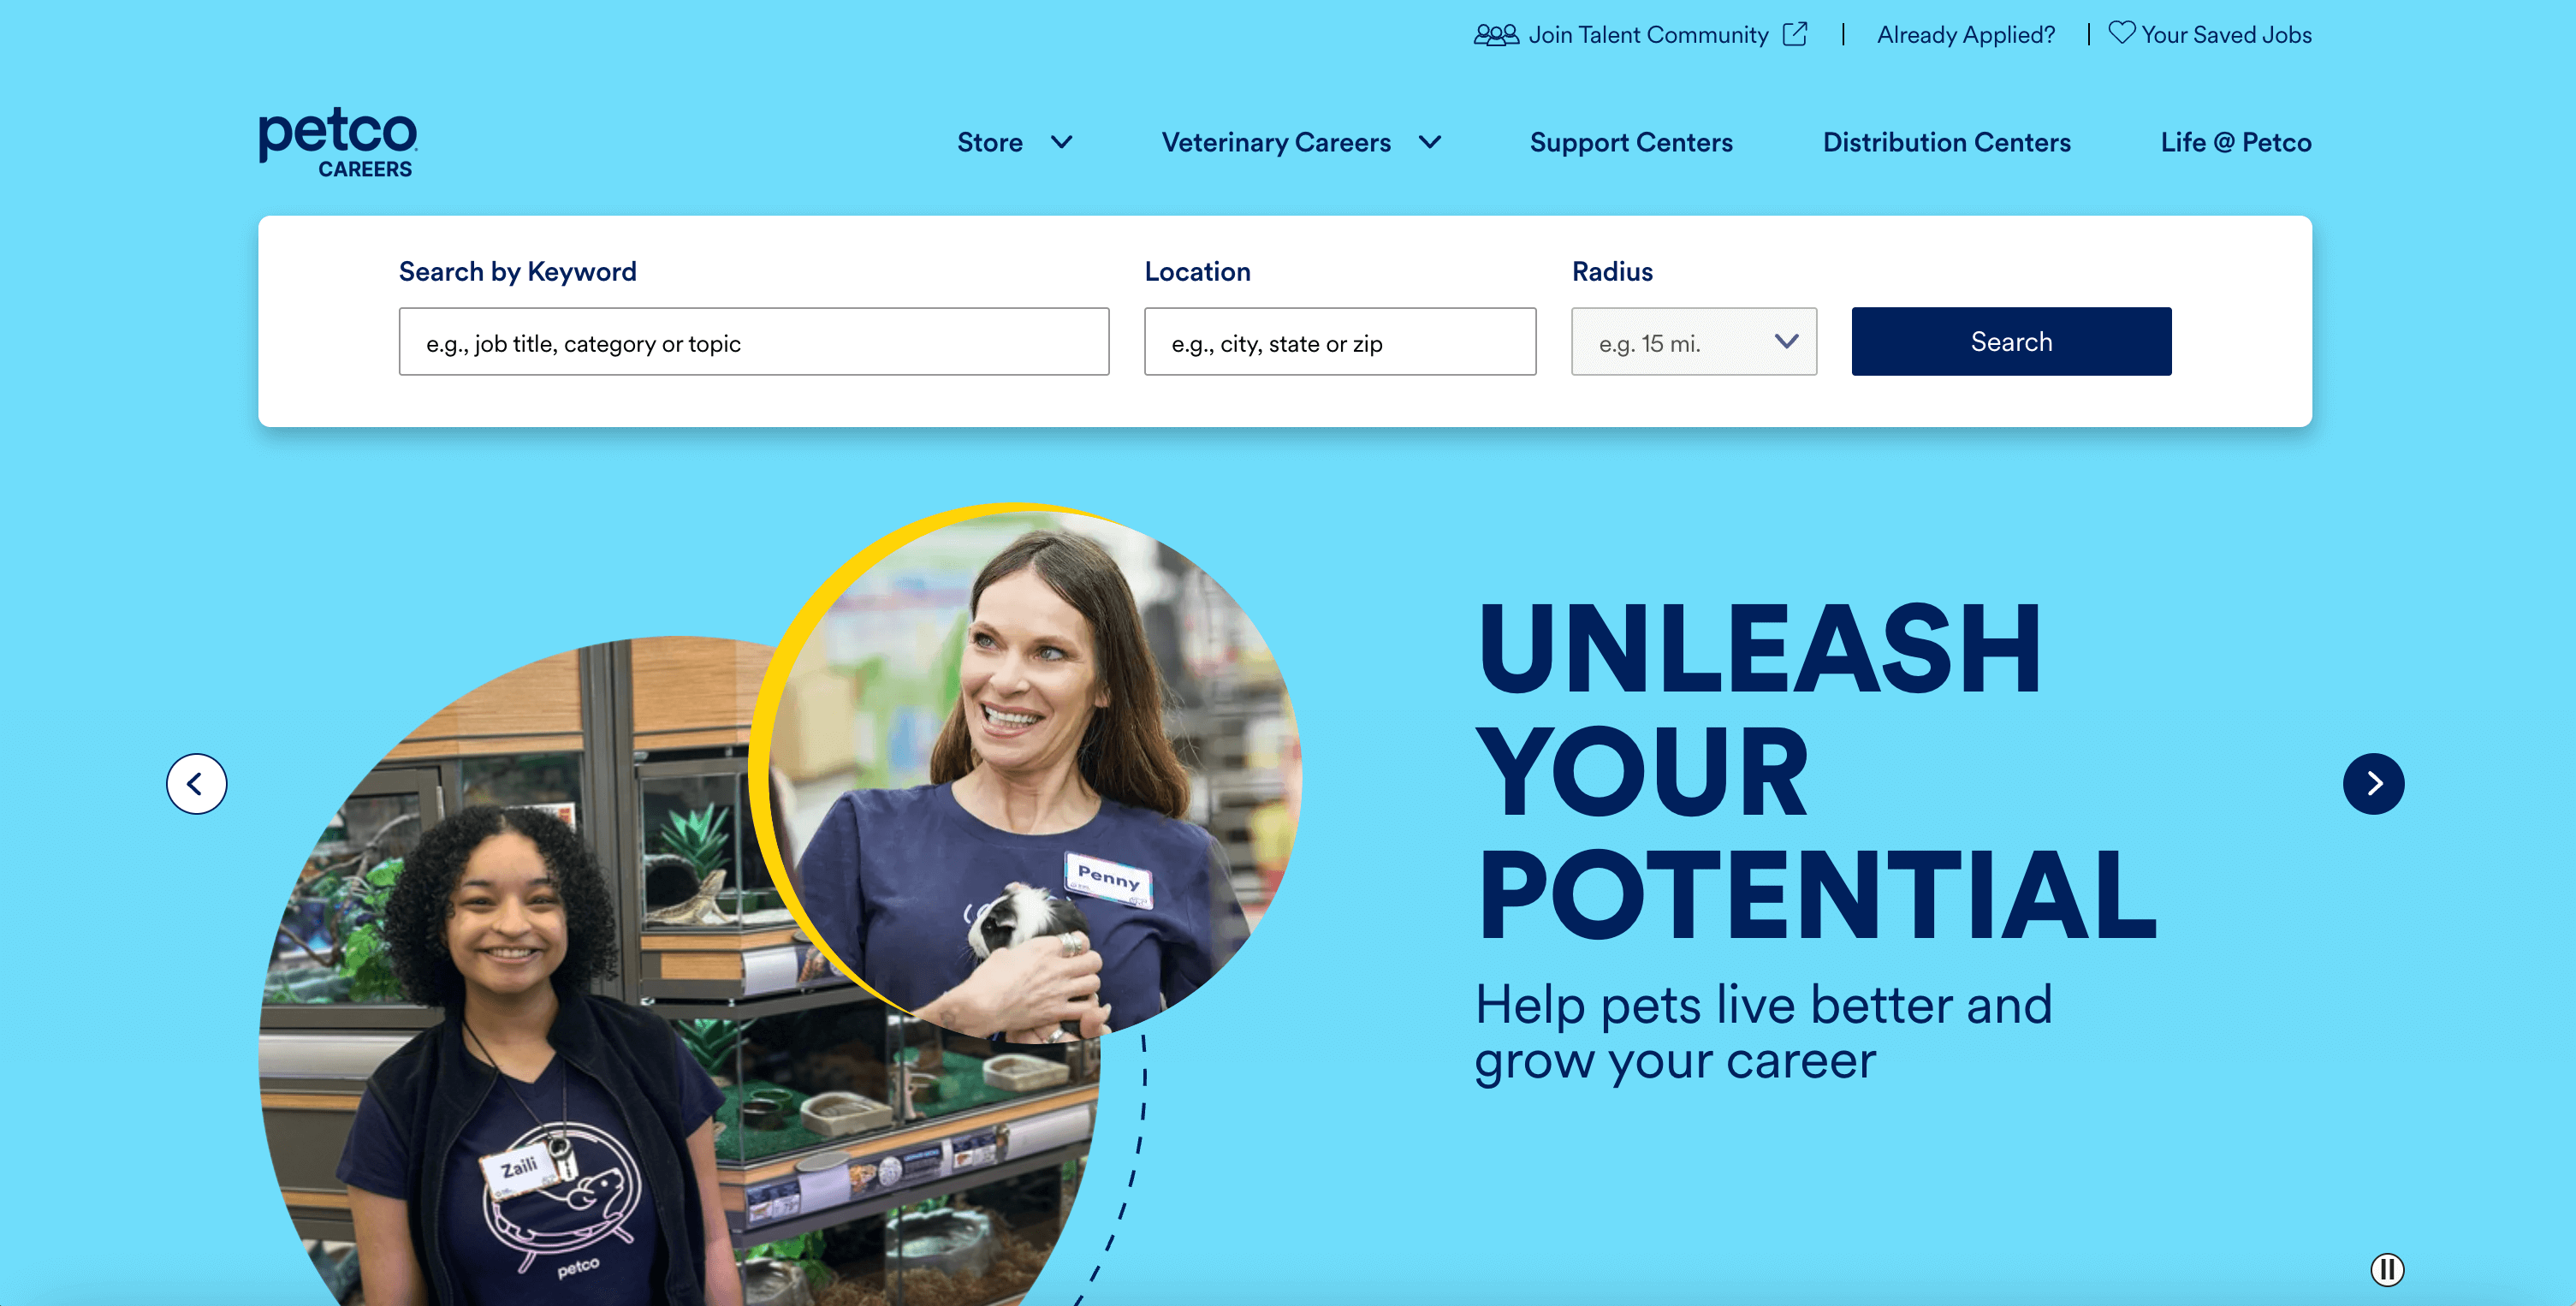 Join Talent Community
Already Applied?
Your Saved Jobs
petco
CAREERS
Store
Veterinary Careers
Support Centers
Distribution Centers
Life @ Petco
Search by Keyword
Location
Radius
e.g., job title, category or topic
e.g., city, state or zip
e.g. 15 mi.
Search
UNLEASH
YOUR
POTENTIAL
Help pets live better and
grow your career
Penny
Zaili
petco